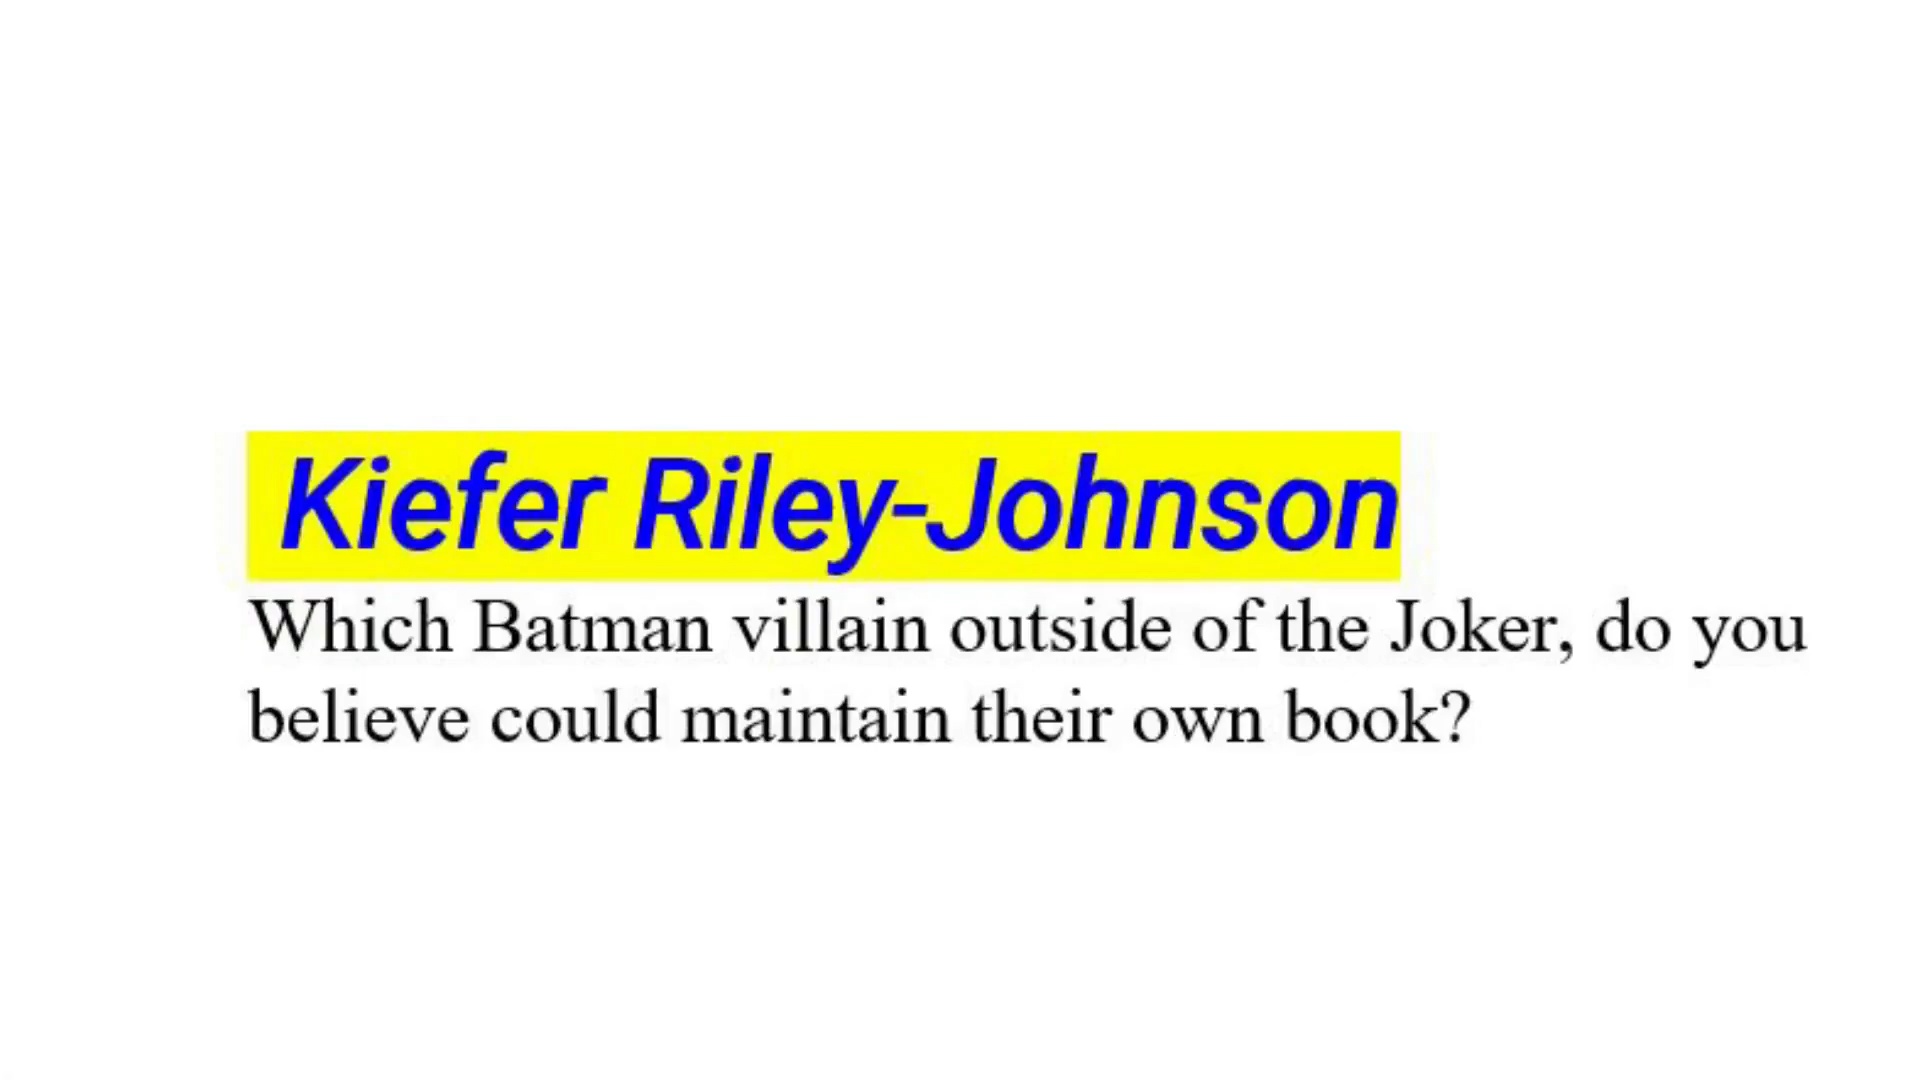 Kiefer Riley-Johnson
Which Batman villain outside of the Joker, do you
believe could maintain their own book?